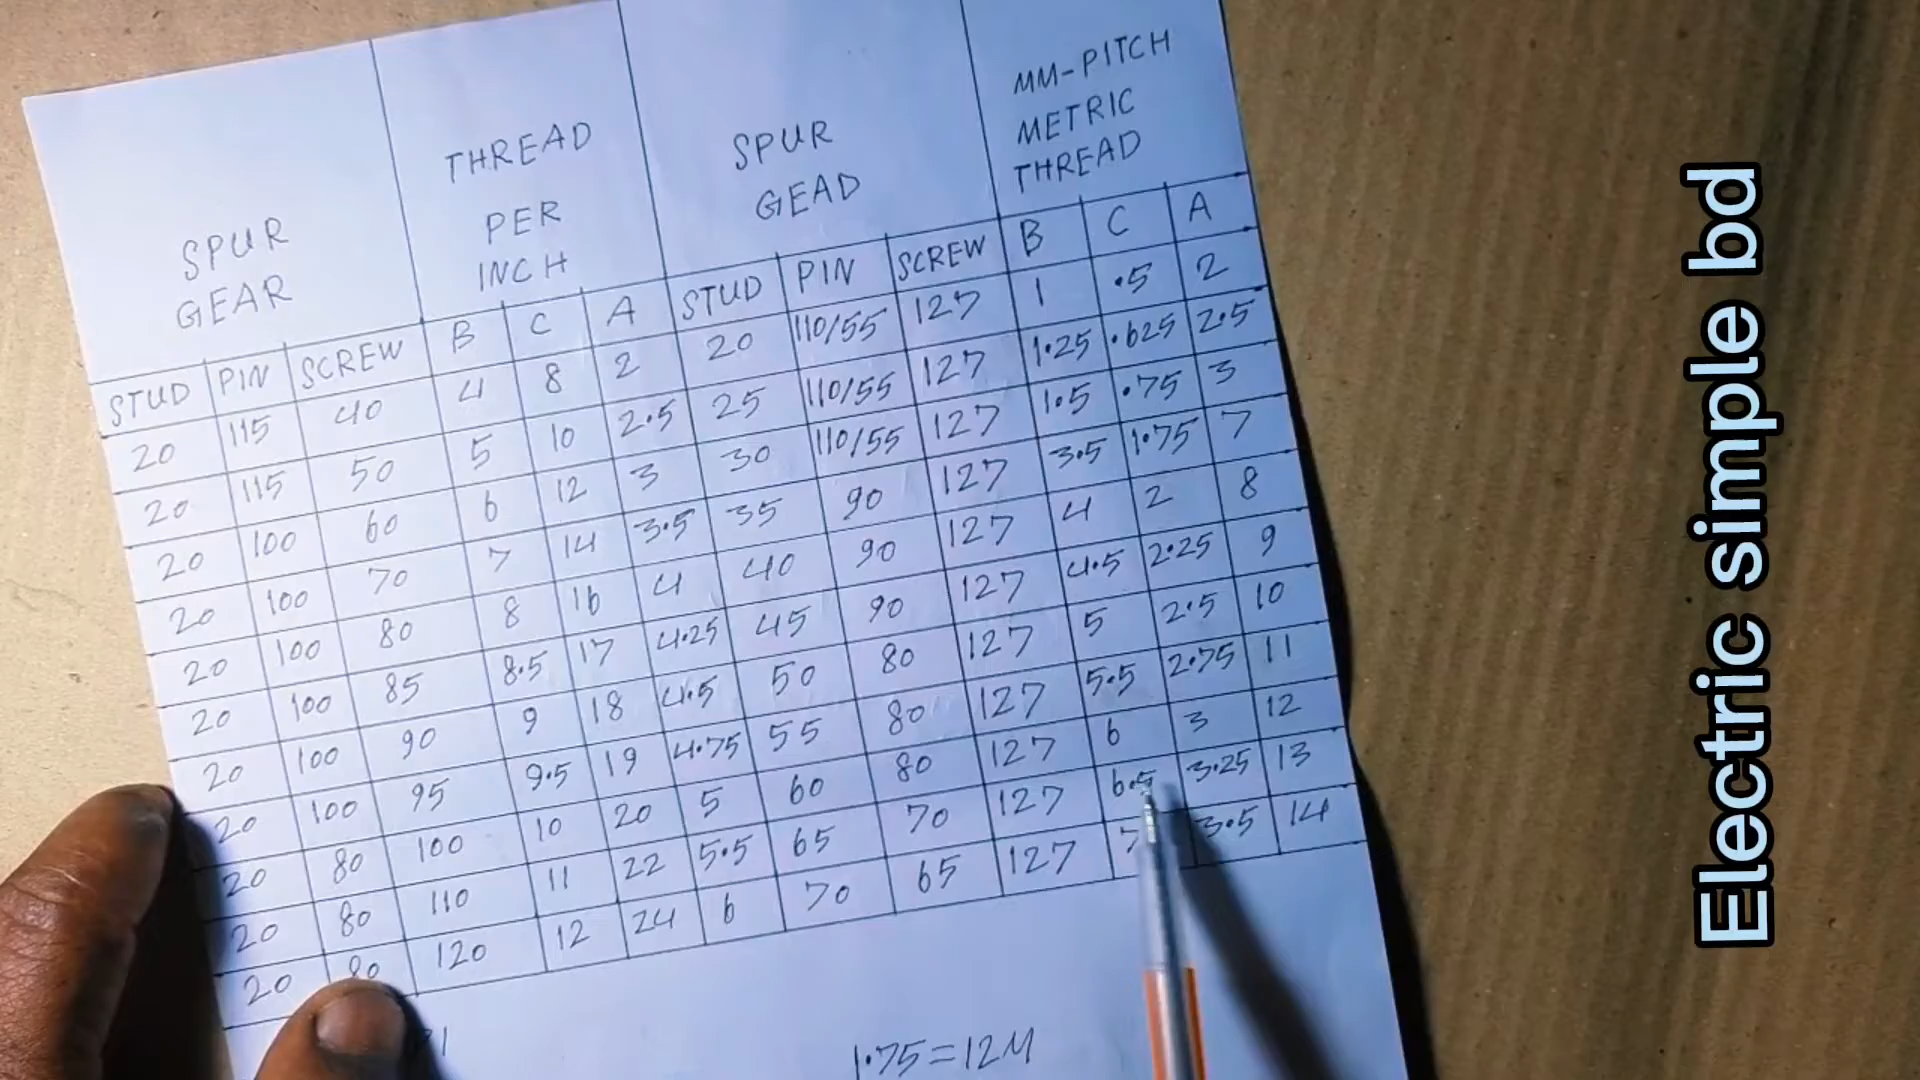 SPUR
GEAR
THREAD
PER
INCH
SPUR
GEAD
MM-PITCH
METRIC
THREAD
STUD PIN SCREW B C A STUD PIN SCREW B C A
20 115 40 4 8 2 20 110/55 127 1 .5 2
20 115 50 5 10 2.5 25 110/55 127 1.25 .625 2.5
20 100 60 6 12 3 30 110/55 127 1.5 .75 3
20 100 70 7 14 3.5 35 90 127 3.5 1.75 7
20 100 80 8 16 4 40 90 127 4 2 8
20 100 85 8.5 17 4.25 45 90 127 4.5 2.25 9
20 100 90 9 18 4.5 50 80 127 5 2.5 10
20 100 95 9.5 19 4.75 55 80 127 5.5 2.75 11
20 80 100 10 20 5 60 80 127 6 3 12
20 80 110 11 22 5.5 65 70 127 6.5 3.25 13
20 80 120 12 24 6 70 65 127 7 3.5 14
1.75=12M
Electric simple bd